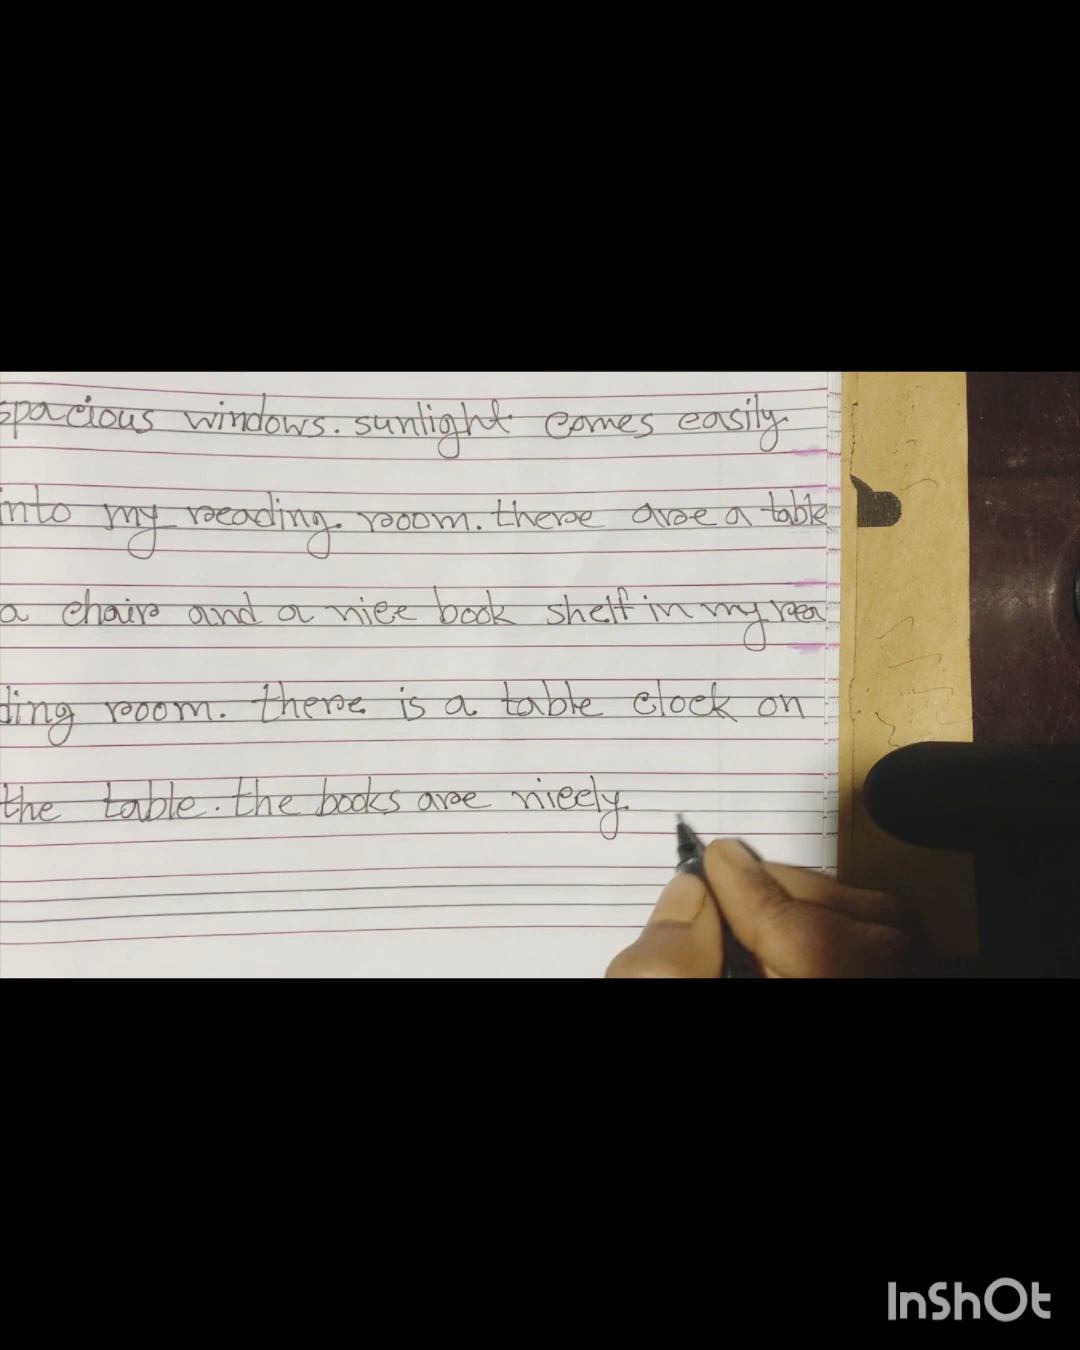 spacious windows. sunlight comes easily
into my reading. room. there are a table
a chair and a nice book shelf in my rea
ding room. there is a table clock on
the table. the books are nicely.
InShOt